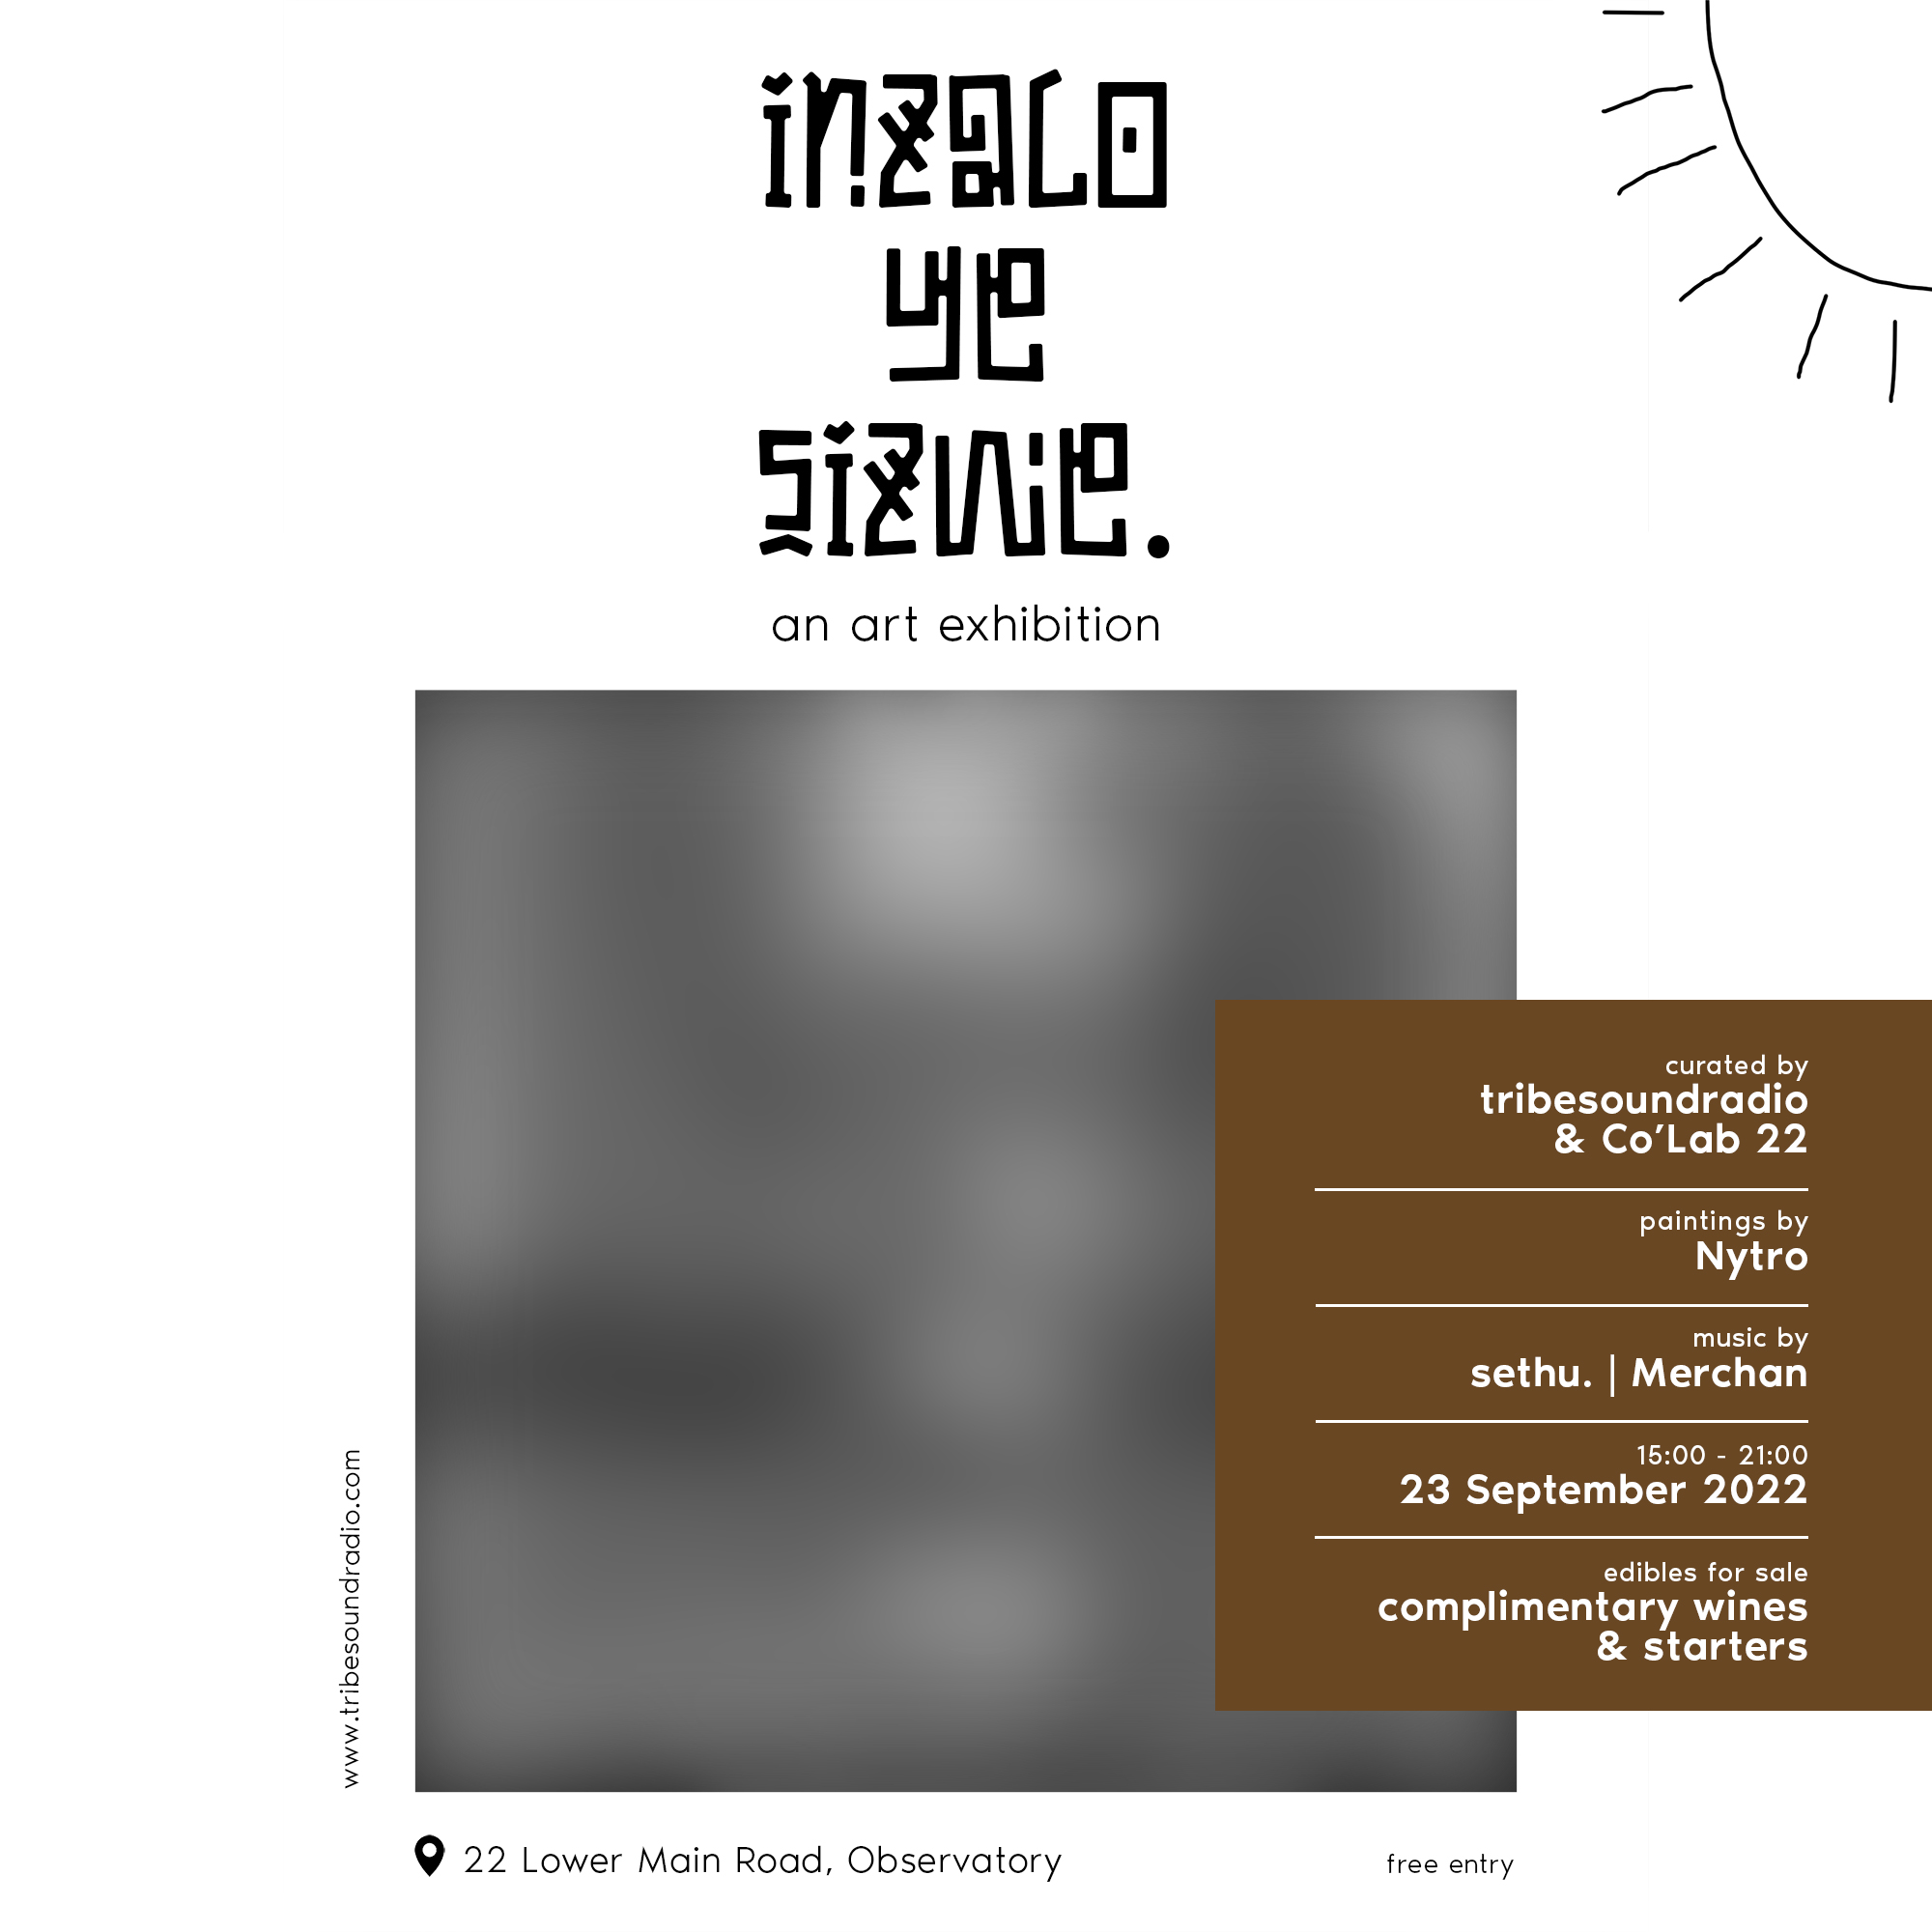 inzalo
ye
sizwe.
an art exhibition
curated by
tribesoundradio
& Co'Lab 22
paintings by
Nytro
music by
sethu. | Merchan
15:00 - 21:00
23 September 2022
edibles for sale
complimentary wines
& starters
www.tribesoundradio.com
22 Lower Main Road, Observatory
free entry